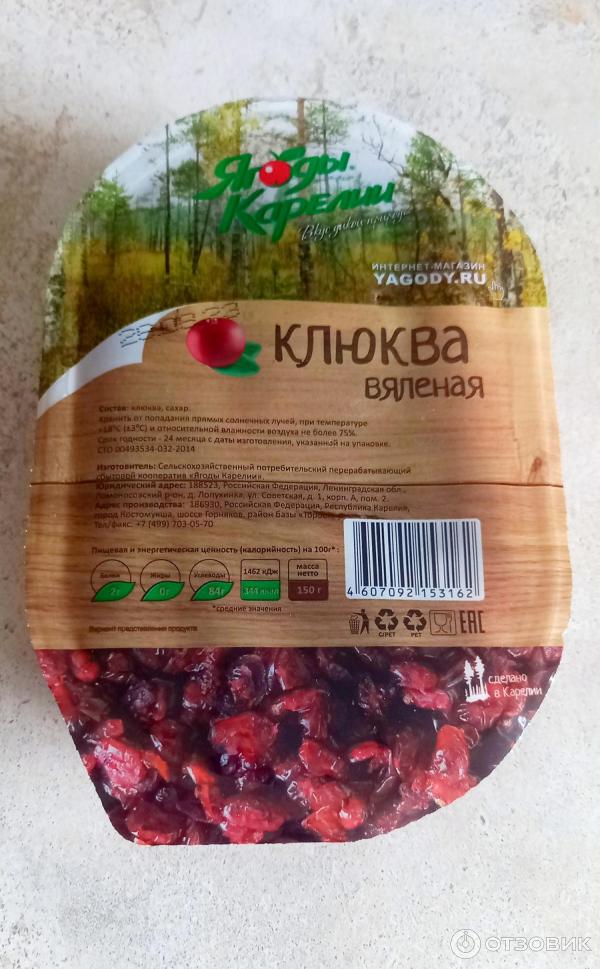 Ягоды
Карелии
Вкус дикой природы
ИНТЕРНЕТ-МАГАЗИН
YAGODY.RU
КЛЮКВА
вяленая
Состав: клюква, сахар.
Хранить от попадания прямых солнечных лучей, при температуре
+18°С (±3°С) и относительной влажности воздуха не более 75%.
Срок годности - 24 месяца с даты изготовления, указанной на упаковке.
СТО 00493534-032-2014
Изготовитель: Сельскохозяйственный потребительский перерабатывающий
сбытовой кооператив «Ягоды Карелии».
Юридический адрес: 188523, Российская Федерация, Ленинградская обл.,
Ломоносовский р-он, д. Лопухинка, ул. Советская, д. 1, корп. А, пом. 2.
Адрес производства: 186930, Российская Федерация, Республика Карелия,
город Костомукша, шоссе Горняков, район Базы
Тел/факс. +7 (499) 703-05-70
Пищевая и энергетическая ценность (калорийность) на 100г*:
Белки 2г
Жиры 0г
Углеводы 84г
1462 кДж
344 ккал
масса
нетто
150 г
*средние значения
Вариант представления продукта
4 607092 153162
C/PET
PET
EAC
сделано
в Карелии
ОТЗОВИК